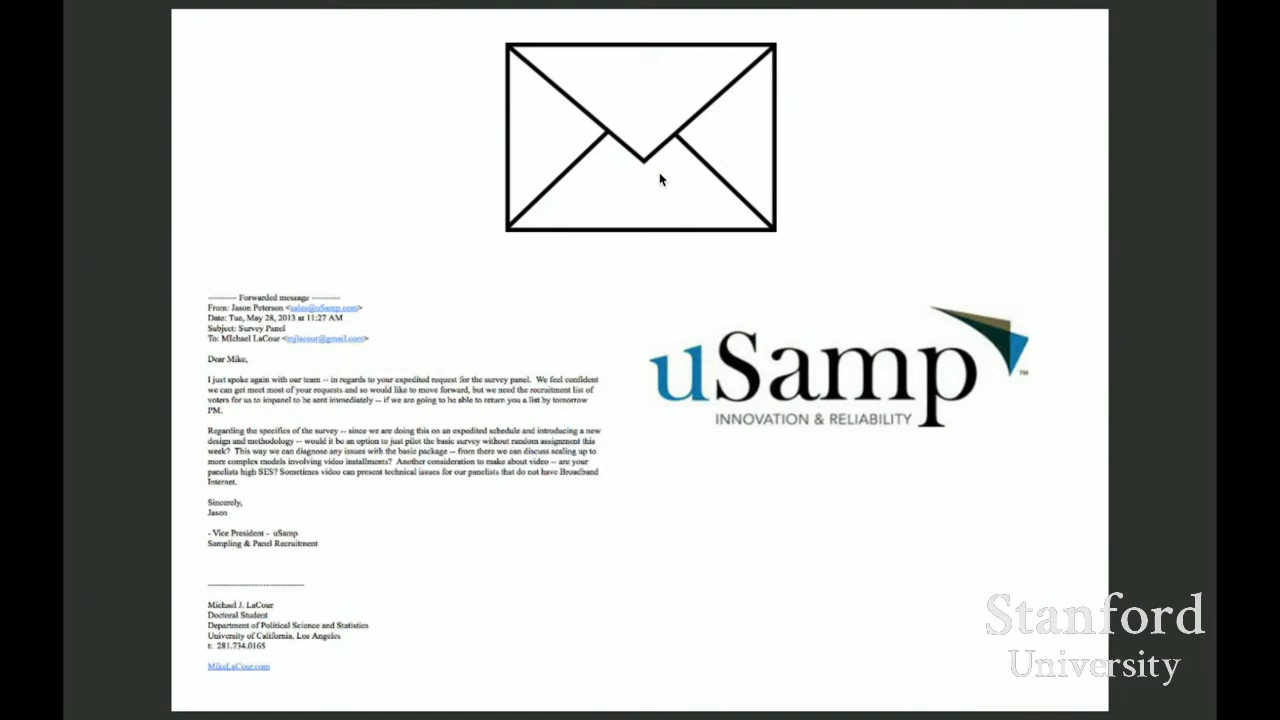 ---------- Forwarded message ----------
From: Jason Peterson <sales@uSamp.com>
Date: Tue, May 28, 2013 at 11:27 AM
Subject: Survey Panel
To: MIchael LaCour <mjlacour@gmail.com>
Dear Mike,
I just spoke again with our team -- in regards to your expedited request for the survey panel.  We feel confident
we can get meet most of your requests and so would like to move forward, but we need the recruitment list of
voters for us to impanel to be sent immediately -- if we are going to be able to return you a list by tomorrow
PM.
Regarding the specifics of the survey -- since we are doing this on an expedited schedule and introducing a new
design and methodology -- would it be an option to just pilot the basic survey without random assignment this
week?  This way we can diagnose any issues with the basic package -- from there we can discuss scaling up to
more complex models involving video installments?  Another consideration to make about video -- are your
panelists high SES? Sometimes video can present technical issues for our panelists that do not have Broadband
Internet.
Sincerely,
Jason
- Vice President -  uSamp
Sampling & Panel Recruitment
--------------------------------
Michael J. LaCour
Doctoral Student
Department of Political Science and Statistics
University of California, Los Angeles
t:  281.734.0165
MikeLaCour.com
uSamp™
INNOVATION & RELIABILITY
Stanford
University